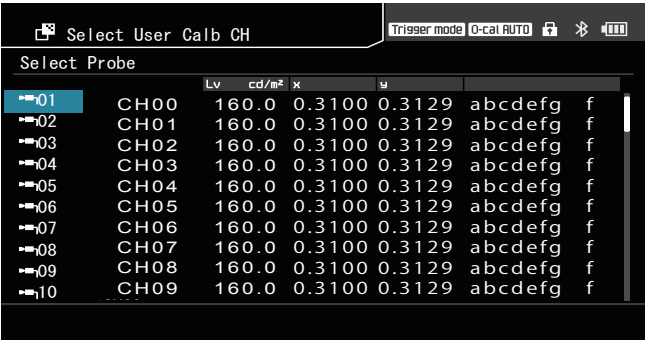 Select User Calb CH Trigger mode 0-cal AUTO
Select Probe
Lv cd/m² x y
01 CH00 160.0 0.3100 0.3129 abcdefg f
02 CH01 160.0 0.3100 0.3129 abcdefg f
03 CH02 160.0 0.3100 0.3129 abcdefg f
04 CH03 160.0 0.3100 0.3129 abcdefg f
05 CH04 160.0 0.3100 0.3129 abcdefg f
06 CH05 160.0 0.3100 0.3129 abcdefg f
07 CH06 160.0 0.3100 0.3129 abcdefg f
08 CH07 160.0 0.3100 0.3129 abcdefg f
09 CH08 160.0 0.3100 0.3129 abcdefg f
10 CH09 160.0 0.3100 0.3129 abcdefg f